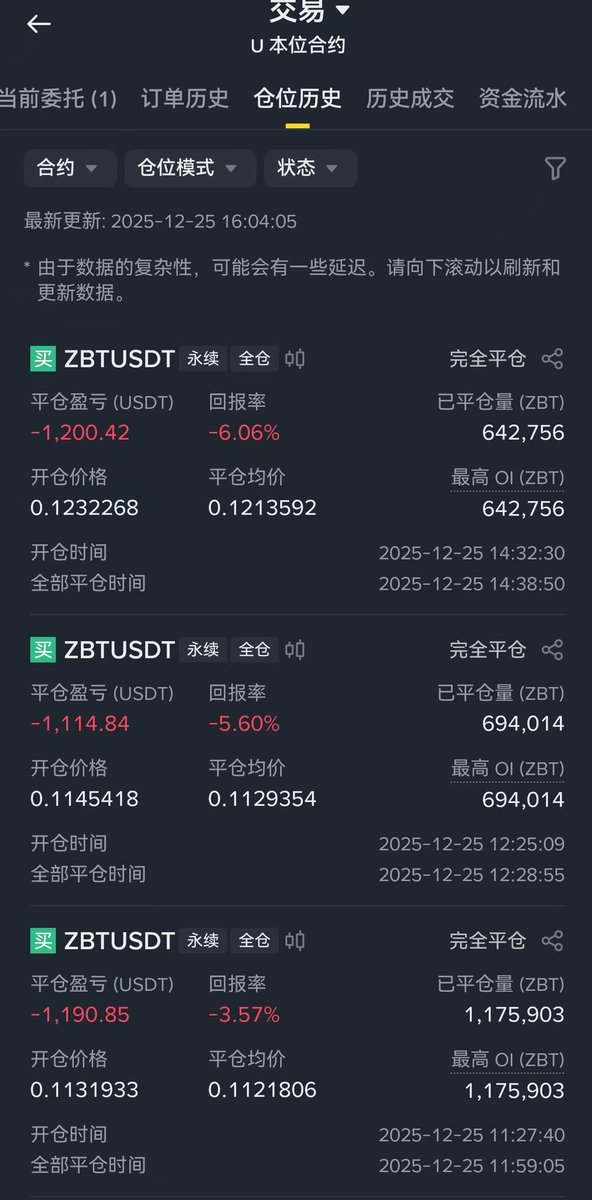 交易
U 本位合约
当前委托 (1) 订单历史 仓位历史 历史成交 资金流水
合约 仓位模式 状态
最新更新: 2025-12-25 16:04:05
* 由于数据的复杂性，可能会有一些延迟。请向下滚动以刷新和
更新数据。
买 ZBTUSDT 永续 全仓 完全平仓
平仓盈亏 (USDT) 回报率 已平仓量 (ZBT)
-1,200.42 -6.06% 642,756
开仓价格 平仓均价 最高 OI (ZBT)
0.1232268 0.1213592 642,756
开仓时间 2025-12-25 14:32:30
全部平仓时间 2025-12-25 14:38:50
买 ZBTUSDT 永续 全仓 完全平仓
平仓盈亏 (USDT) 回报率 已平仓量 (ZBT)
-1,114.84 -5.60% 694,014
开仓价格 平仓均价 最高 OI (ZBT)
0.1145418 0.1129354 694,014
开仓时间 2025-12-25 12:25:09
全部平仓时间 2025-12-25 12:28:55
买 ZBTUSDT 永续 全仓 完全平仓
平仓盈亏 (USDT) 回报率 已平仓量 (ZBT)
-1,190.85 -3.57% 1,175,903
开仓价格 平仓均价 最高 OI (ZBT)
0.1131933 0.1121806 1,175,903
开仓时间 2025-12-25 11:27:40
全部平仓时间 2025-12-25 11:59:05